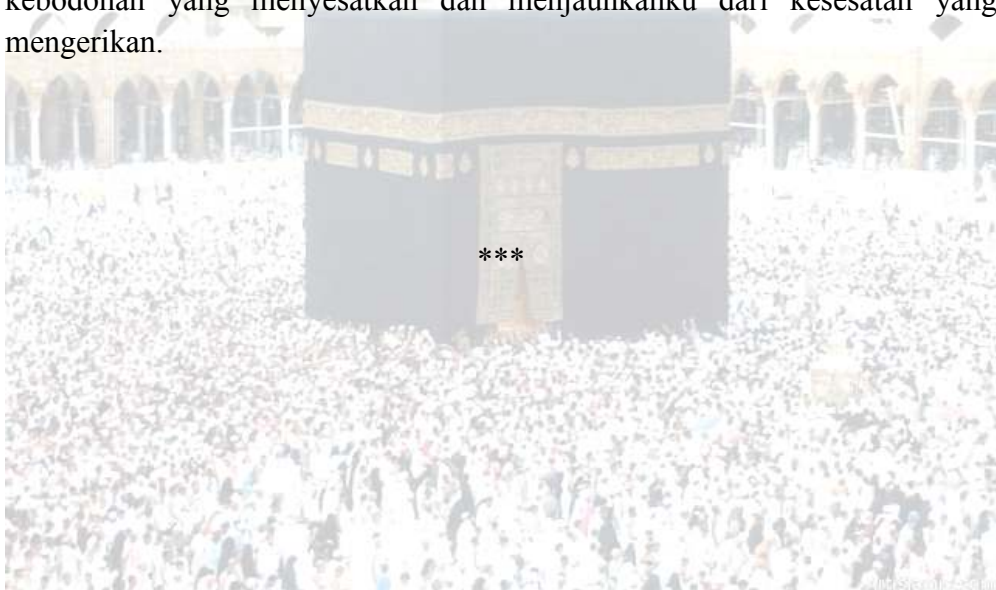 kebodohan yang menyesatkan dan menjauhkanku dari kesesatan yang
mengerikan.
***